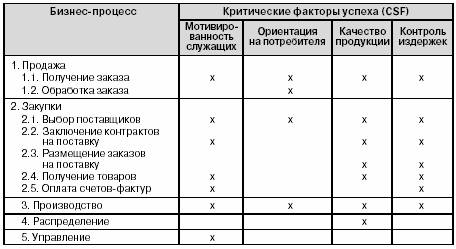 Бизнес-процесс
Критические факторы успеха (CSF)
Мотивиро-
ванность
служащих
Ориентация
на потребителя
Качество
продукции
Контроль
издержек
1. Продажа
1.1. Получение заказа x x x x
1.2. Обработка заказа x
2. Закупки
2.1. Выбор поставщиков x x x x
2.2. Заключение контрактов
на поставку x x x
2.3. Размещение заказов
на поставку x x
2.4. Получение товаров x x x
2.5. Оплата счетов-фактур x x
3. Производство x x x x
4. Распределение x
5. Управление x